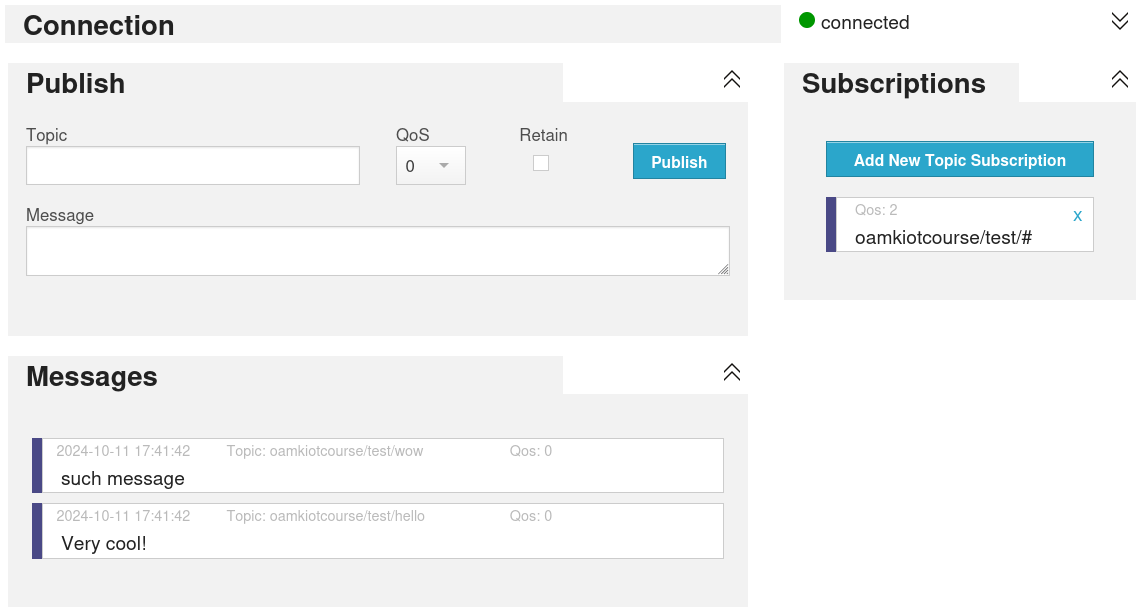 Connection
connected
Publish
Topic
QoS
Retain
0
Publish
Message
Subscriptions
Add New Topic Subscription
Qos: 2
x
oamkiotcourse/test/#
Messages
2024-10-11 17:41:42 Topic: oamkiotcourse/test/wow Qos: 0
such message
2024-10-11 17:41:42 Topic: oamkiotcourse/test/hello Qos: 0
Very cool!